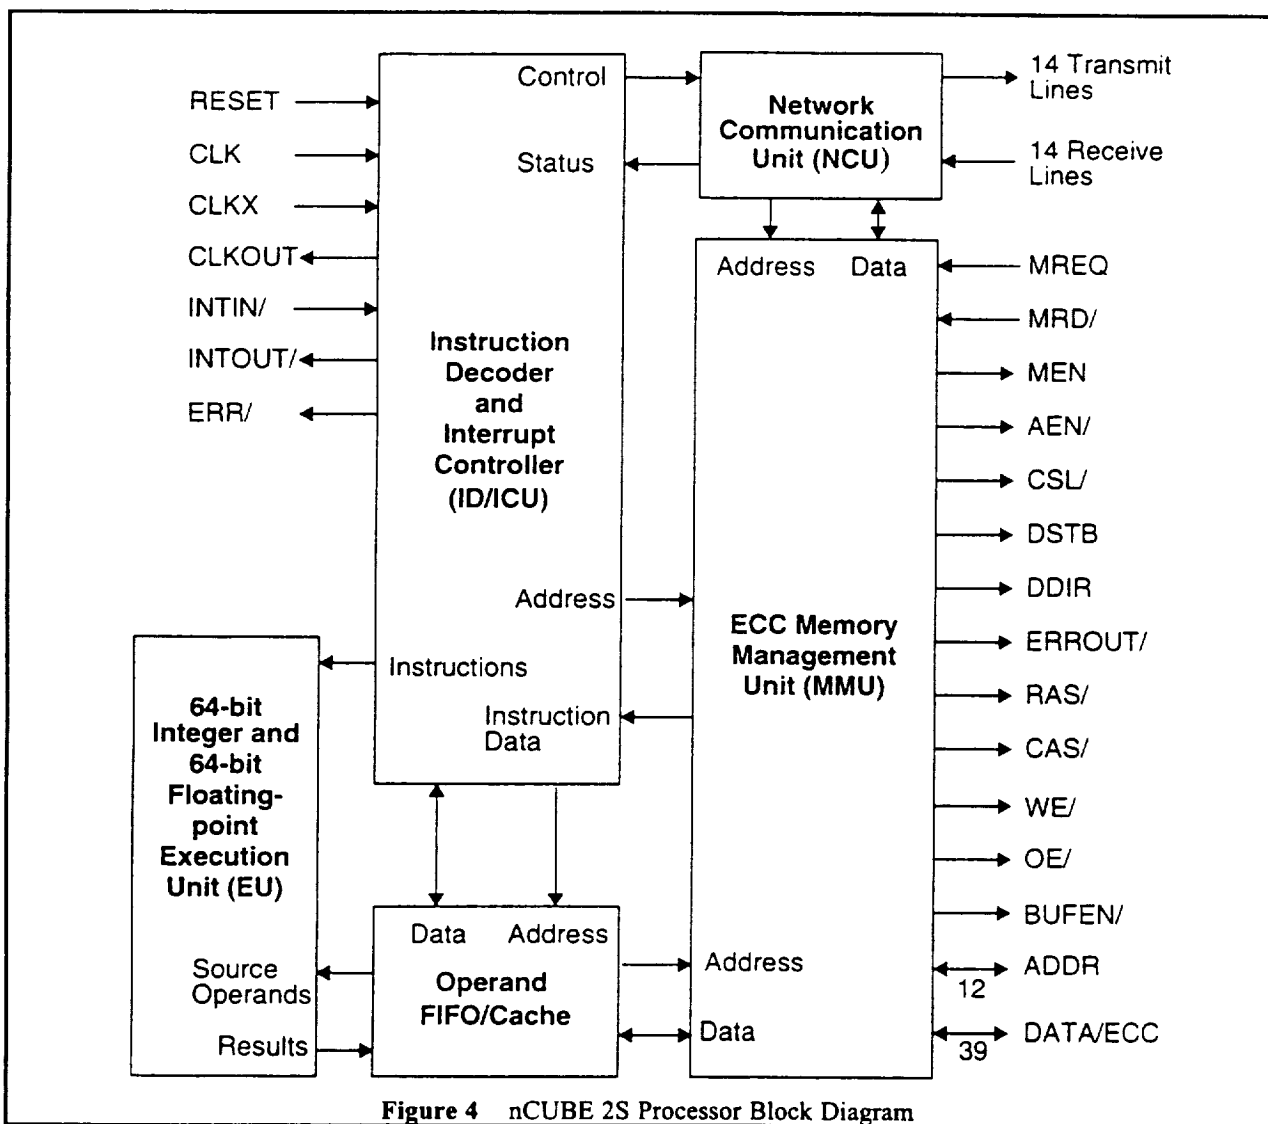 RESET
CLK
CLKX
CLKOUT
INTIN/
INTOUT/
ERR/
Control
Status
Instruction
Decoder
and
Interrupt
Controller
(ID/ICU)
Address
Instructions
Instruction
Data
Network
Communication
Unit (NCU)
14 Transmit
Lines
14 Receive
Lines
Address Data
ECC Memory
Management
Unit (MMU)
Address
Data
MREQ
MRD/
MEN
AEN/
CSL/
DSTB
DDIR
ERROUT/
RAS/
CAS/
WE/
OE/
BUFEN/
ADDR
12
DATA/ECC
39
64-bit
Integer and
64-bit
Floating-
point
Execution
Unit (EU)
Source
Operands
Results
Data Address
Operand
FIFO/Cache
Figure 4 nCUBE 2S Processor Block Diagram